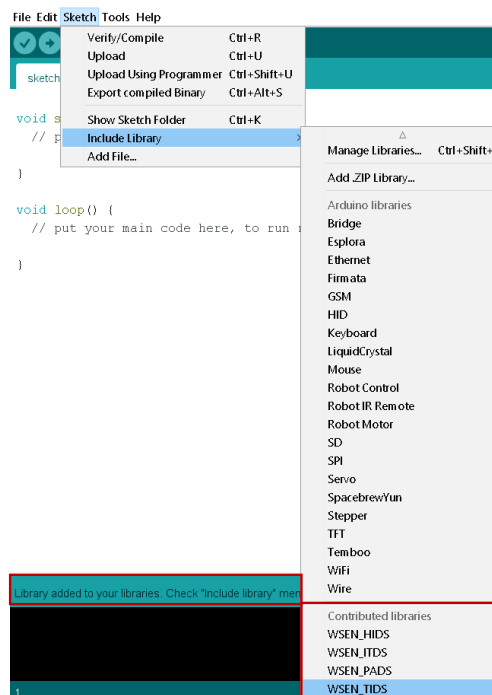 File Edit Sketch Tools Help
Verify/Compile Ctrl+R
Upload Ctrl+U
Upload Using Programmer Ctrl+Shift+U
Export compiled Binary Ctrl+Alt+S
Show Sketch Folder Ctrl+K
Include Library
Add File...
sketch
void
//
}
void loop() {
// put your main code here, to run
}
Manage Libraries... Ctrl+Shift+
Add .ZIP Library...
Arduino libraries
Bridge
Esplora
Ethernet
Firmata
GSM
HID
Keyboard
LiquidCrystal
Mouse
Robot Control
Robot IR Remote
Robot Motor
SD
SPI
Servo
SpacebrewYun
Stepper
TFT
Temboo
WiFi
Wire
Contributed libraries
WSEN_HIDS
WSEN_ITDS
WSEN_PADS
WSEN_TIDS
Library added to your libraries. Check "Include library" men
1